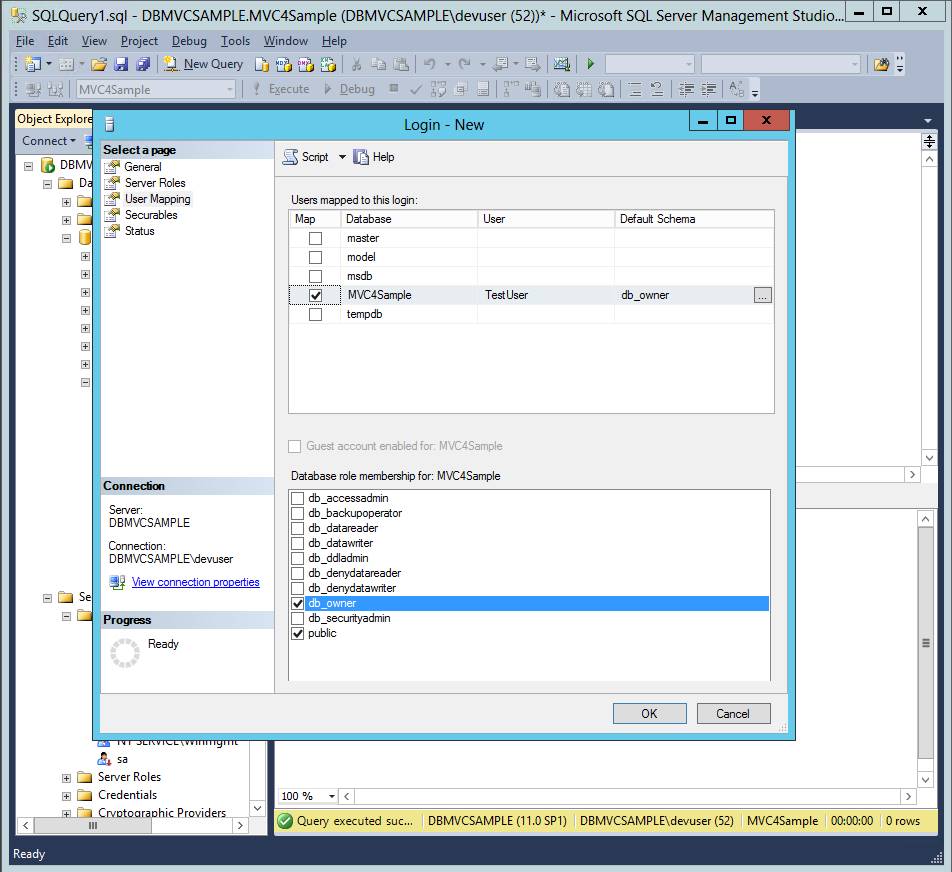 SQLQuery1.sql - DBMVCSAMPLE.MVC4Sample (DBMVCSAMPLE\devuser (52))* - Microsoft SQL Server Management Studio...
File Edit View Project Debug Tools Window Help
New Query
MVC4Sample Execute Debug
Object Explore
Connect
DBMV
Da
Se
Login - New
Select a page
General
Server Roles
User Mapping
Securables
Status
Script Help
Users mapped to this login:
Map Database User Default Schema
master
model
msdb
MVC4Sample TestUser db_owner ...
tempdb
Guest account enabled for: MVC4Sample
Database role membership for: MVC4Sample
db_accessadmin
db_backupoperator
db_datareader
db_datawriter
db_ddladmin
db_denydatareader
db_denydatawriter
db_owner
db_securityadmin
public
Connection
Server:
DBMVCSAMPLE
Connection:
DBMVCSAMPLE\devuser
View connection properties
Progress
Ready
OK Cancel
NT SERVICE\Winmgmt
sa
Server Roles
Credentials
Cryptographic Providers
100 %
Query executed suc... DBMVCSAMPLE (11.0 SP1) DBMVCSAMPLE\devuser (52) MVC4Sample 00:00:00 0 rows
Ready